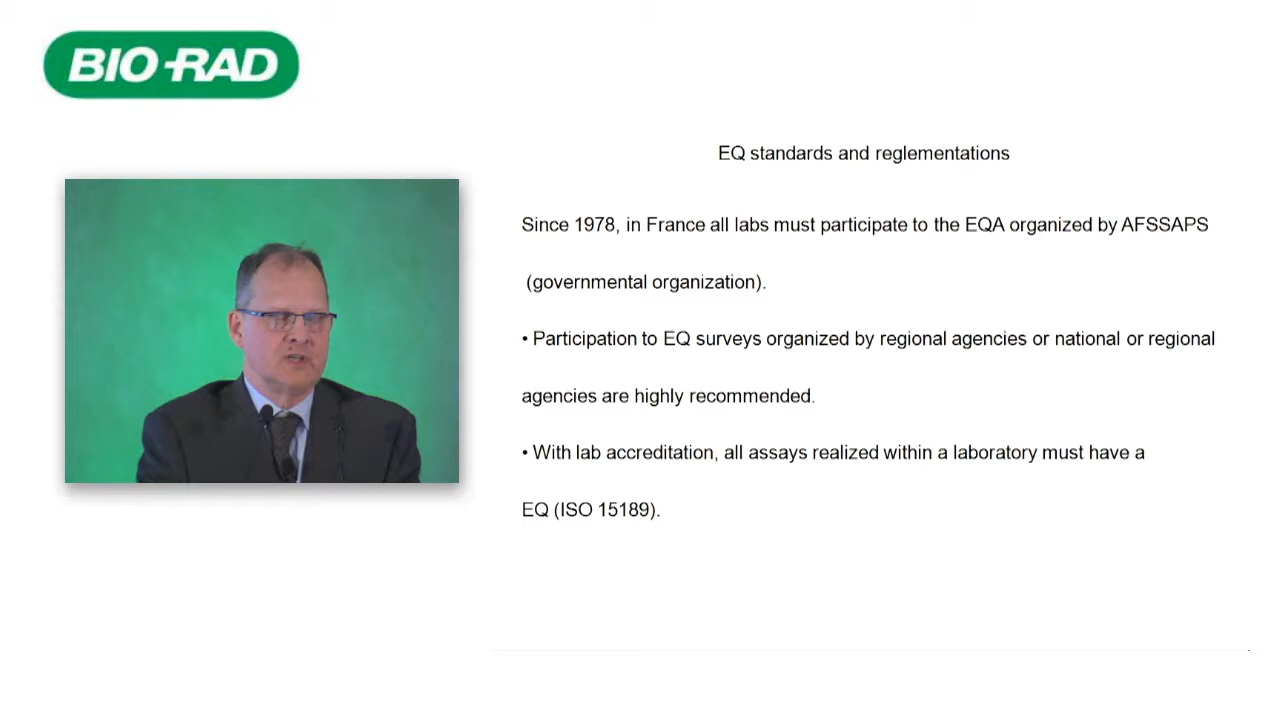 BIO-RAD
EQ standards and reglementations
Since 1978, in France all labs must participate to the EQA organized by AFSSAPS
(governmental organization).
• Participation to EQ surveys organized by regional agencies or national or regional
agencies are highly recommended.
• With lab accreditation, all assays realized within a laboratory must have a
EQ (ISO 15189).